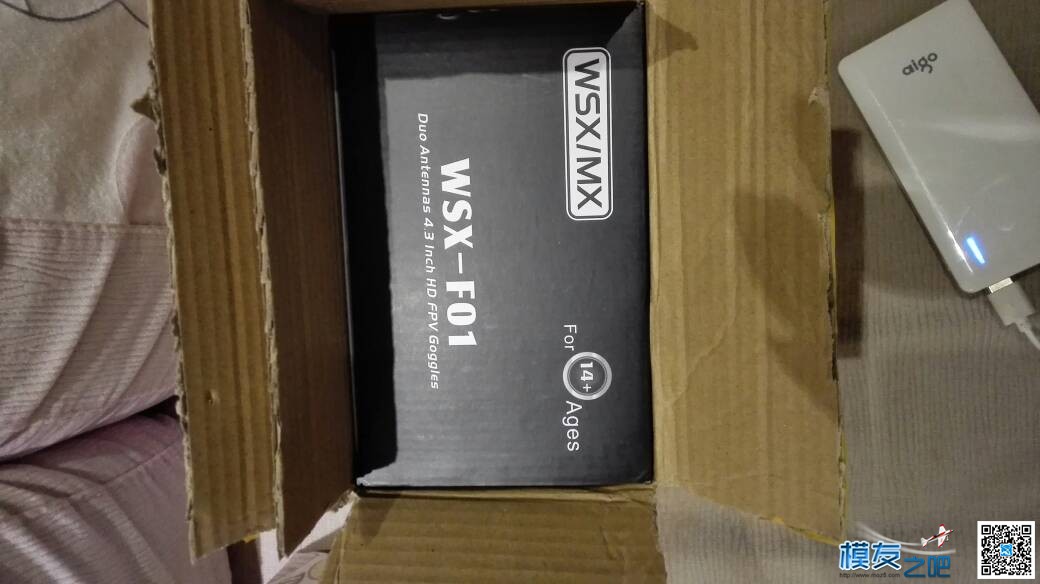 WSX/MX
For 14+ Ages
WSX-F01
Duo Antennas 4.3 Inch HD FPV Goggles
aigo
模友之吧